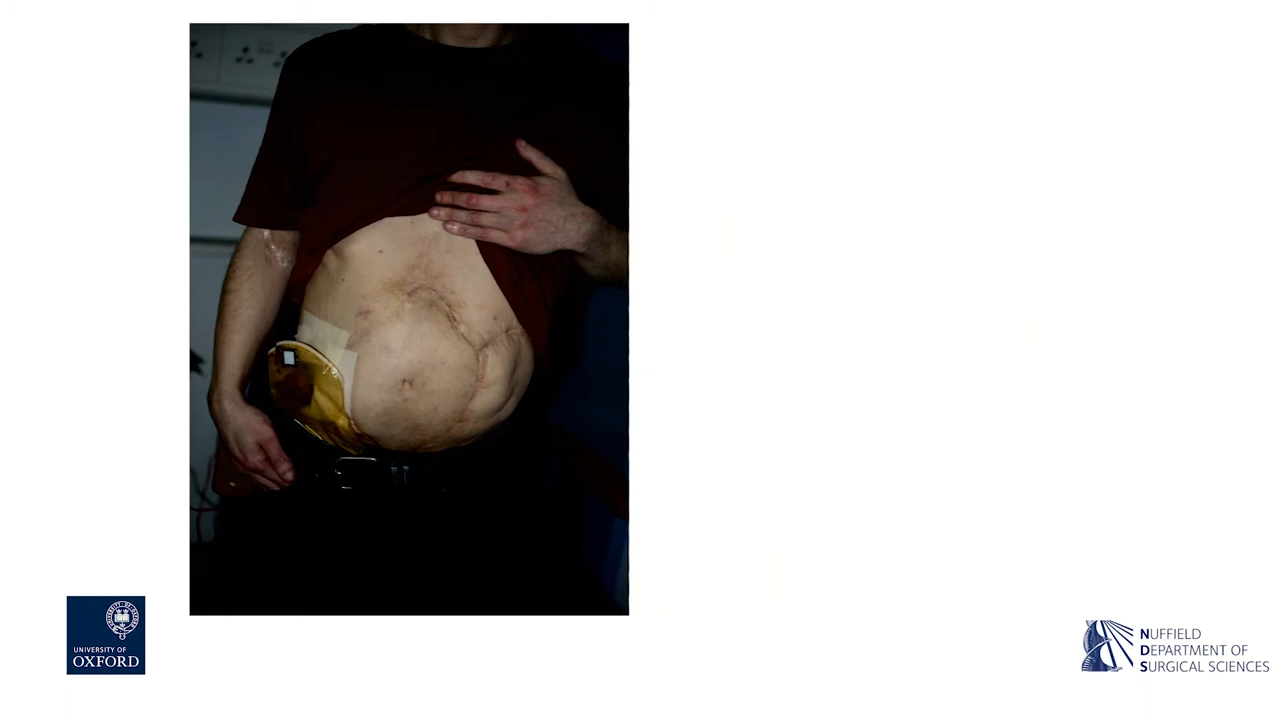 UNIVERSITY OF
OXFORD
NUFFIELD
DEPARTMENT OF
SURGICAL SCIENCES